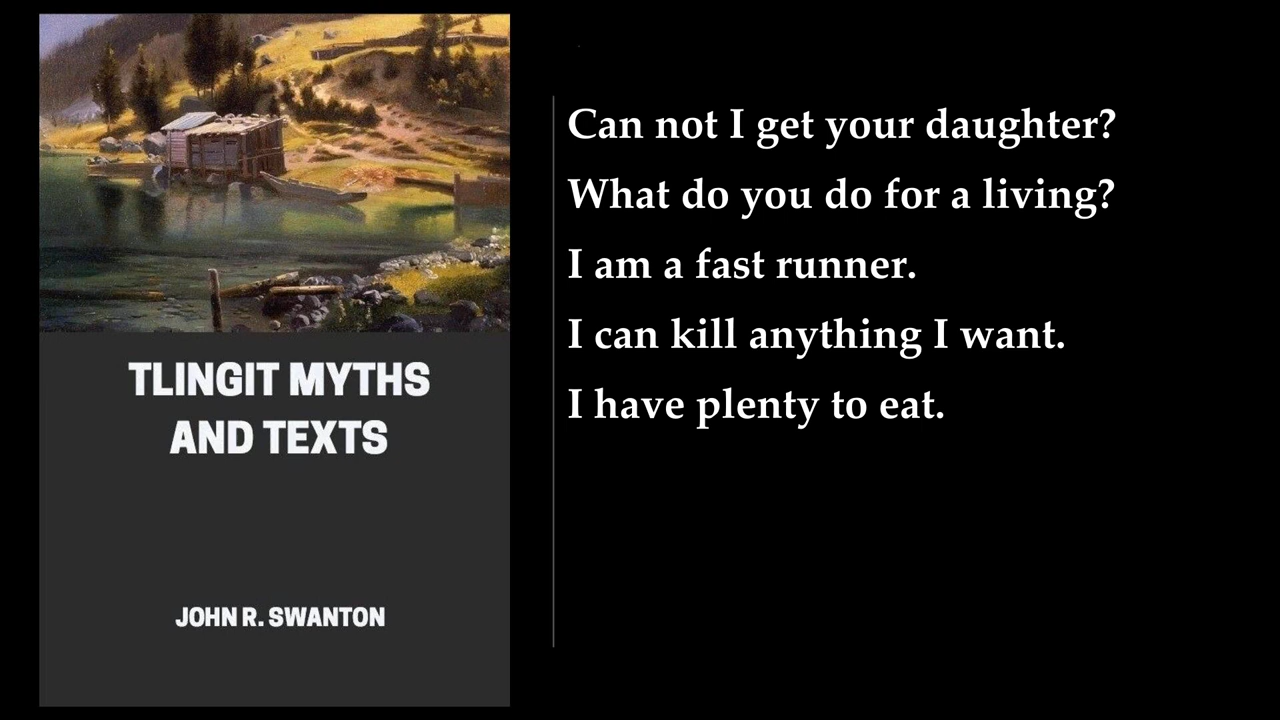 TLINGIT MYTHS
AND TEXTS
JOHN R. SWANTON
Can not I get your daughter?
What do you do for a living?
I am a fast runner.
I can kill anything I want.
I have plenty to eat.